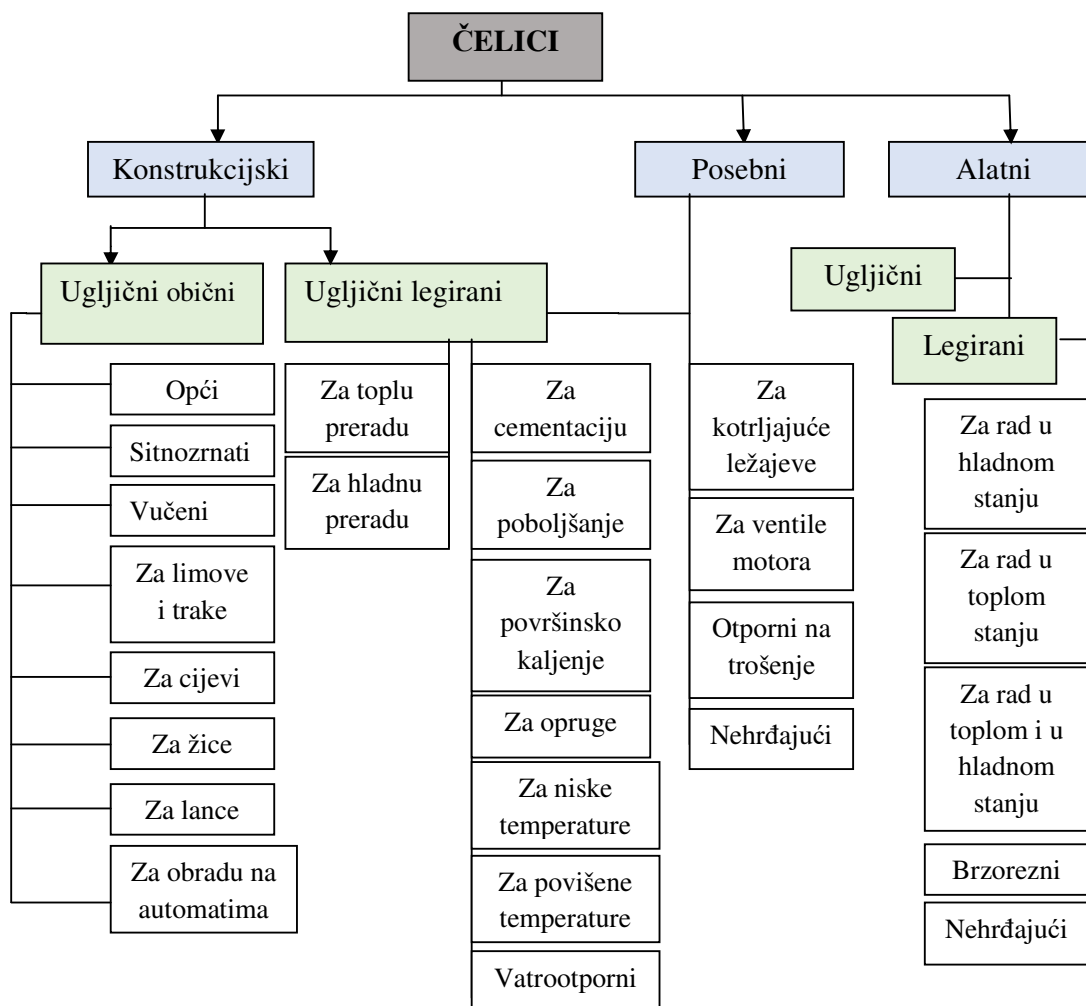 ČELICI
Konstrukcijski
Posebni
Alatni
Ugljični obični
Ugljični legirani
Ugljični
Legirani
Opći
Sitnozrnati
Vučeni
Za limove
i trake
Za cijevi
Za žice
Za lance
Za obradu na
automatima
Za toplu
preradu
Za hladnu
preradu
Za
cementaciju
Za
poboljšanje
Za
površinsko
kaljenje
Za opruge
Za niske
temperature
Za povišene
temperature
Vatrootporni
Za
kotrljajuće
ležajeve
Za ventile
motora
Otporni na
trošenje
Nehrđajući
Za rad u
hladnom
stanju
Za rad u
toplom
stanju
Za rad u
toplom i u
hladnom
stanju
Brzorezni
Nehrđajući